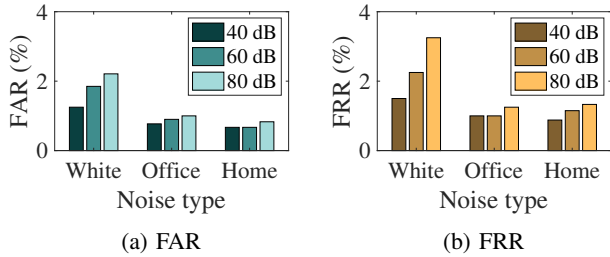 FAR (%)
4
2
0
40 dB
60 dB
80 dB
White Office Home
Noise type
(a) FAR
FRR (%)
4
2
0
40 dB
60 dB
80 dB
White Office Home
Noise type
(b) FRR